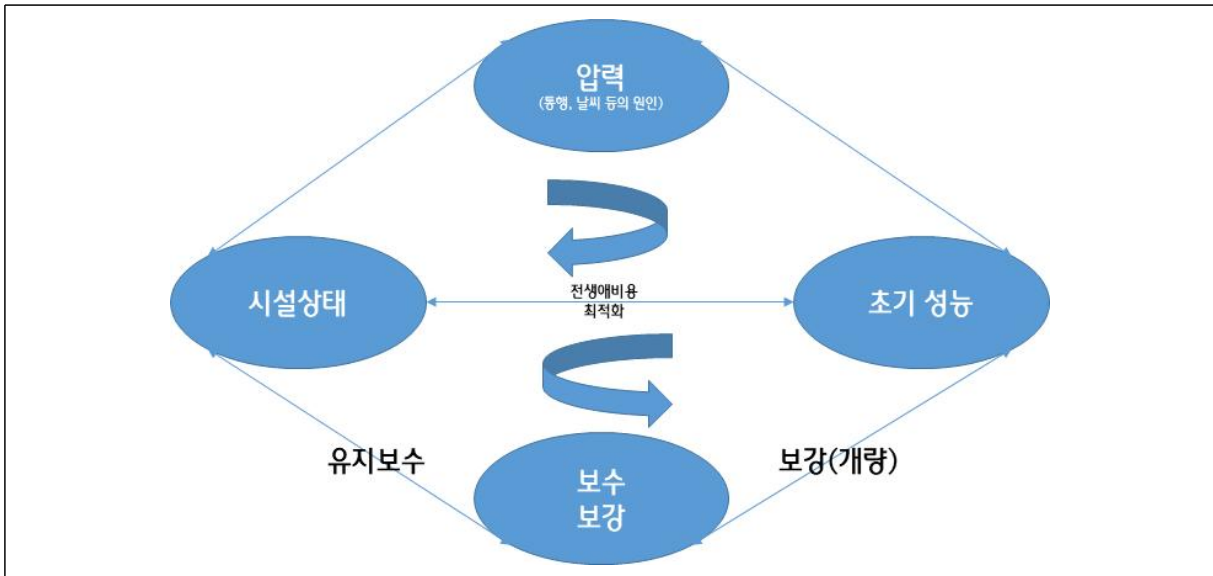 압력
(통행, 날씨 등의 원인)
시설상태
전생애비용
최적화
초기 성능
유지보수
보수
보강
보강(개량)